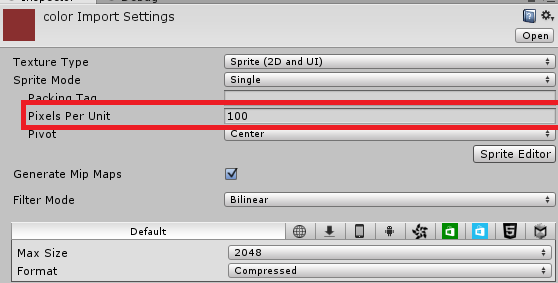 color Import Settings
Open
Texture Type Sprite (2D and UI)
Sprite Mode Single
Packing Tag
Pixels Per Unit 100
Pivot Center
Sprite Editor
Generate Mip Maps
Filter Mode Bilinear
Default
Max Size 2048
Format Compressed